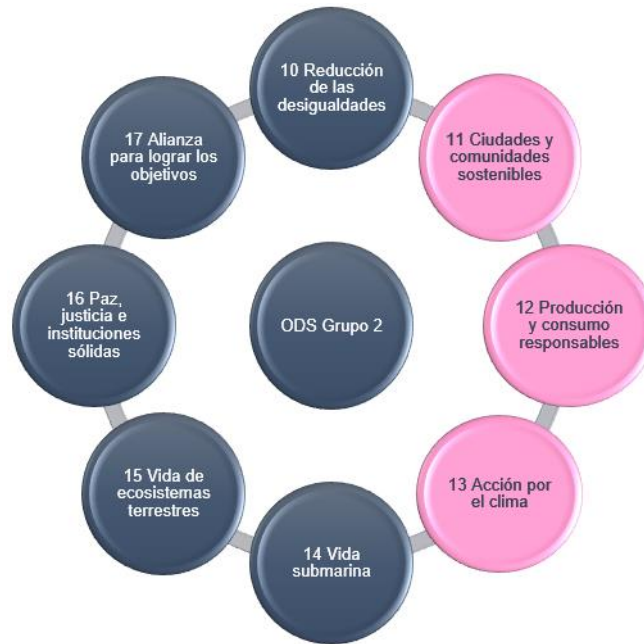 10 Reducción
de las
desigualdades
11 Ciudades y
comunidades
sostenibles
12 Producción
y consumo
responsables
13 Acción por
el clima
14 Vida
submarina
15 Vida de
ecosistemas
terrestres
16 Paz,
justicia e
instituciones
sólidas
17 Alianza
para lograr los
objetivos
ODS Grupo 2